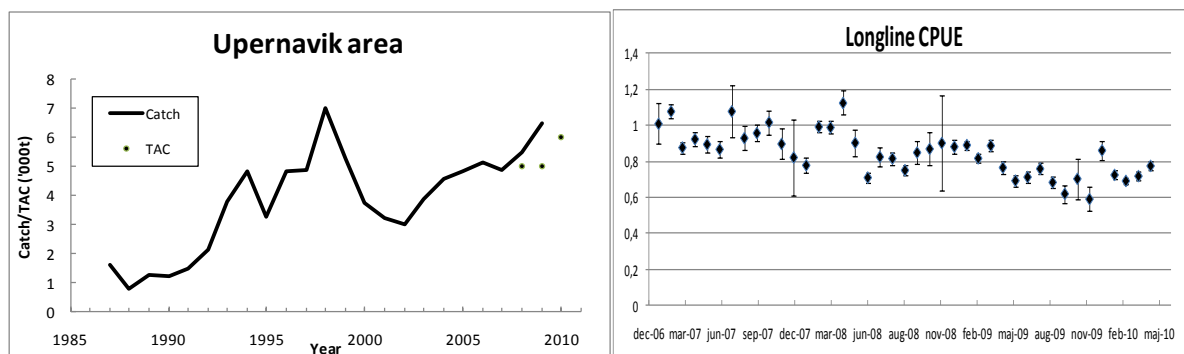 Upernavik area
Catch/TAC ('000t)
8
7
6
5
4
3
2
1
0
Catch
TAC
1985 1990 1995 2000 2005 2010
Year
Longline CPUE
1,4
1,2
1
0,8
0,6
0,4
0,2
0
dec-06 mar-07 jun-07 sep-07 dec-07 mar-08 jun-08 aug-08 nov-08 feb-09 maj-09 aug-09 nov-09 feb-10 maj-10